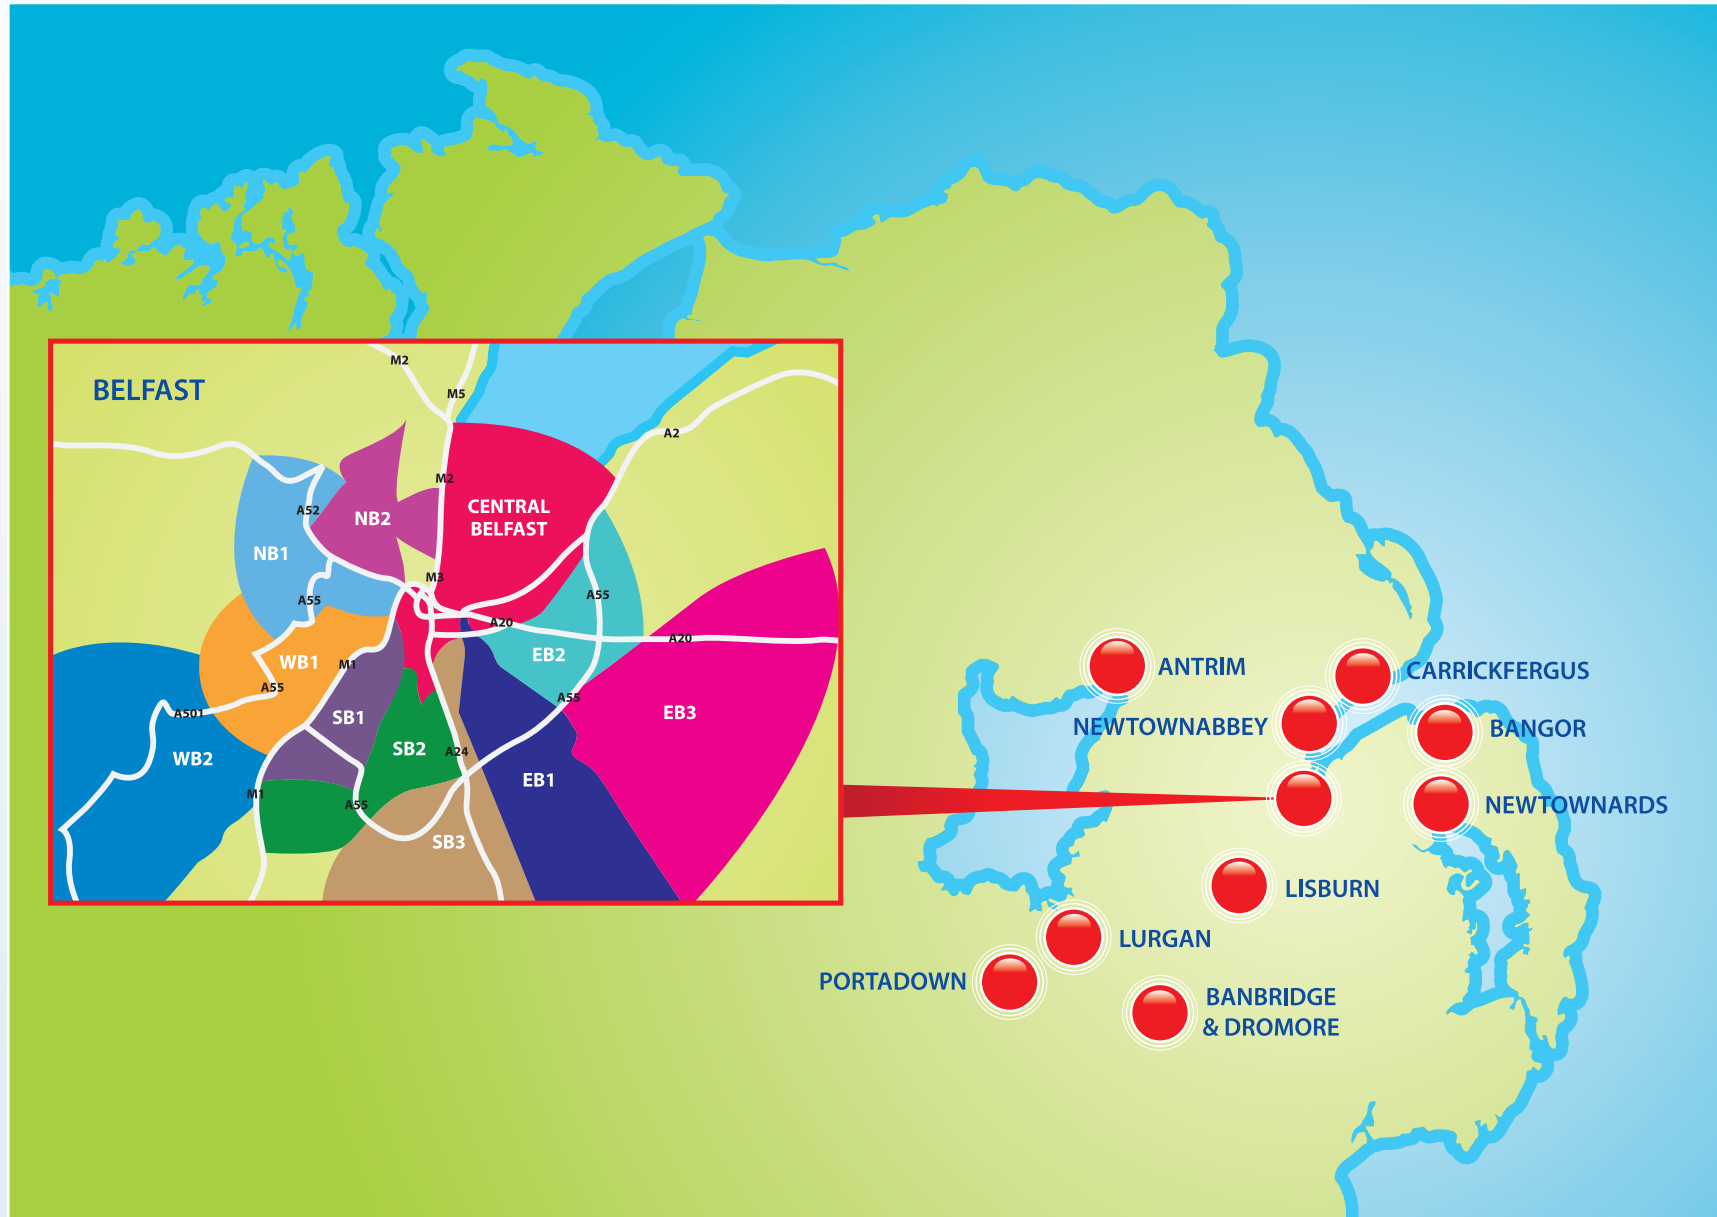 BELFAST
M2
M5
A2
M2
CENTRAL
BELFAST
A52
NB2
NB1
M3
A55
A55
A20
A20
EB2
WB1
M1
A55
A55
A501
SB1
EB3
SB2
A24
WB2
EB1
M1
A55
SB3
ANTRIM
CARRICKFERGUS
NEWTOWNABBEY
BANGOR
NEWTOWNARDS
LISBURN
LURGAN
PORTADOWN
BANBRIDGE
& DROMORE